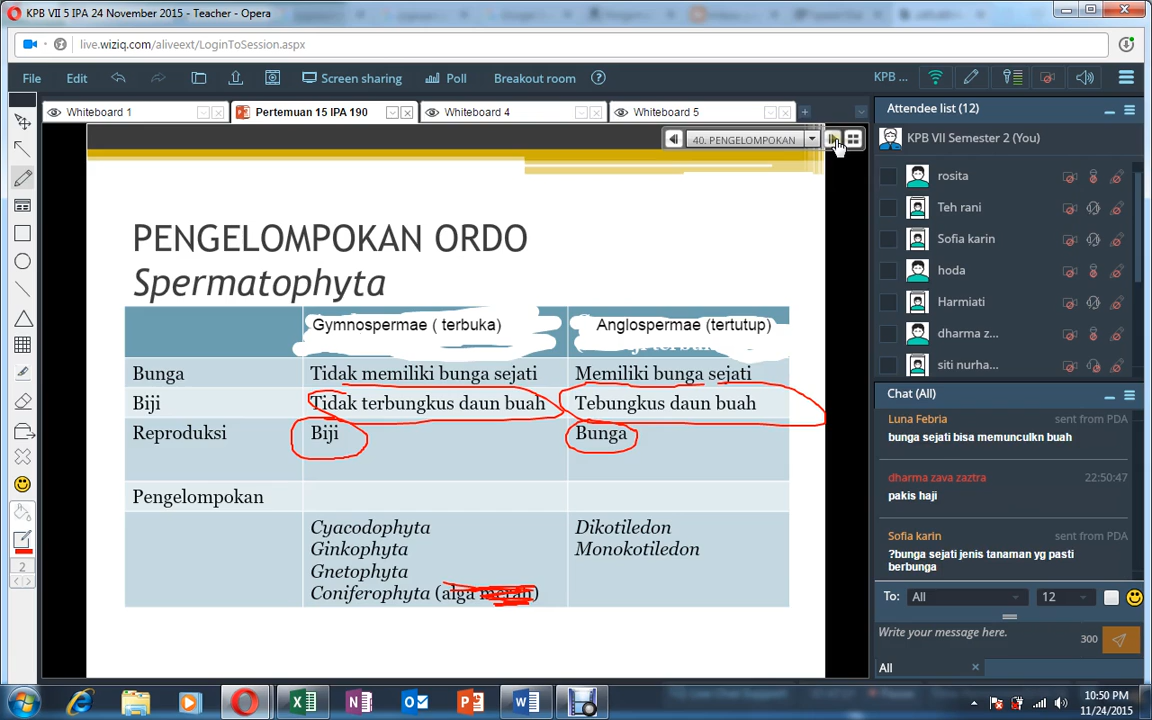 KPB VII 5 IPA 24 November 2015 - Teacher - Opera
live.wiziq.com/aliveext/LoginToSession.aspx
File Edit Screen sharing Poll Breakout room KPB ...
Whiteboard 1 Pertemuan 15 IPA 190 Whiteboard 4 Whiteboard 5
40. PENGELOMPOKAN
PENGELOMPOKAN ORDO
Spermatophyta
Gymnospermae ( terbuka) Anglospermae (tertutup)
Bunga Tidak memiliki bunga sejati Memiliki bunga sejati
Biji Tidak terbungkus daun buah Tebungkus daun buah
Reproduksi Biji Bunga
Pengelompokan
Cyacodophyta Dikotiledon
Ginkophyta Monokotiledon
Gnetophyta
Coniferophyta (alga merah)
2
Attendee list (12)
KPB VII Semester 2 (You)
rosita
Teh rani
Sofia karin
hoda
Harmiati
dharma z...
siti nurha...
Chat (All)
Luna Febria sent from PDA
bunga sejati bisa memunculkn buah
dharma zava zaztra 22:50:47
pakis haji
Sofia karin sent from PDA
?bunga sejati jenis tanaman yg pasti
berbunga
To: All 12
Write your message here. 300
All
10:50 PM
11/24/2015